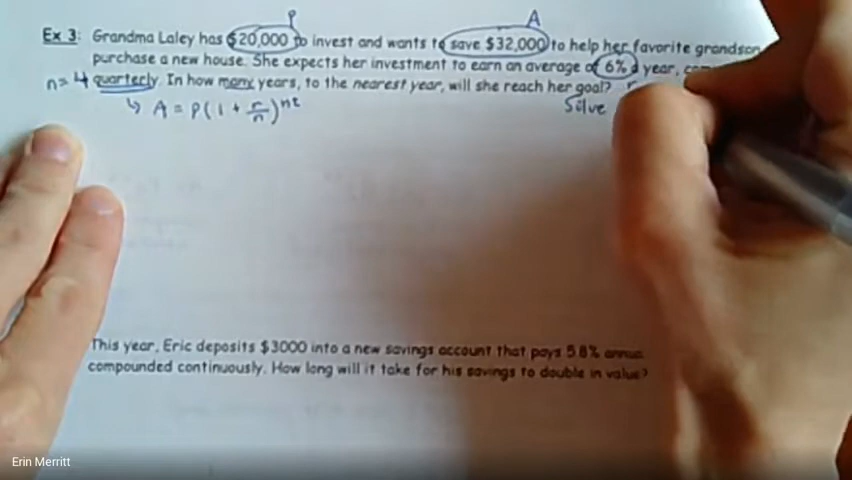 P A
Ex 3: Grandma Laley has $20,000 to invest and wants to save $32,000 to help her favorite grandson
purchase a new house. She expects her investment to earn an average of 6% a year,
n=4 quarterly. In how many years, to the nearest year, will she reach her goal?
↳ A = P(1 + r/n)^nt Solve
This year, Eric deposits $3000 into a new savings account that pays 5.8%
compounded continuously. How long will it take for his savings to double in value?
Erin Merritt